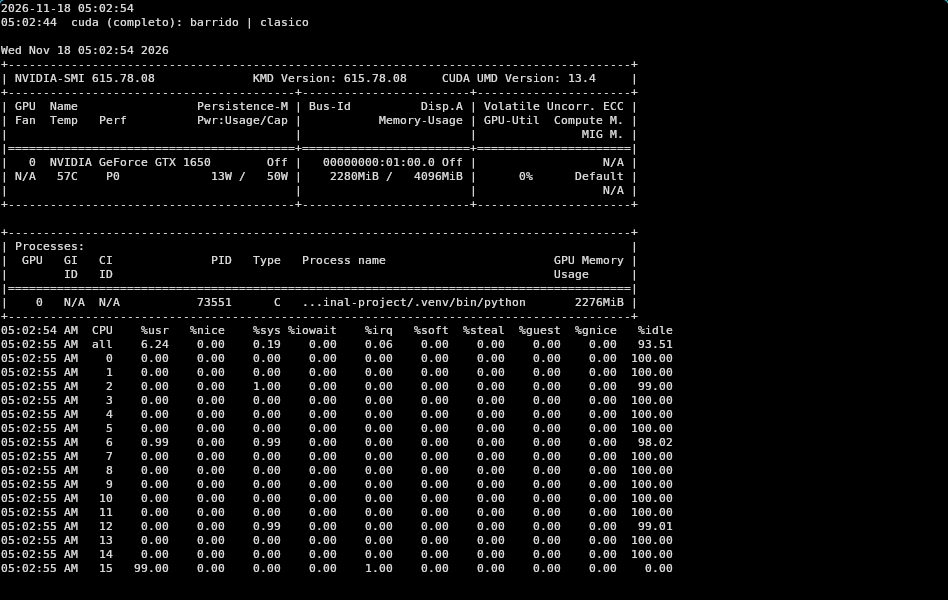 2026-11-18 05:02:54
05:02:44  cuda (completo): barrido | clasico

Wed Nov 18 05:02:54 2026
+-----------------------------------------------------------------------------------------+
| NVIDIA-SMI 615.78.08              KMD Version: 615.78.08     CUDA UMD Version: 13.4     |
+-----------------------------------------+------------------------+----------------------+
| GPU  Name                 Persistence-M | Bus-Id          Disp.A | Volatile Uncorr. ECC |
| Fan  Temp   Perf          Pwr:Usage/Cap |           Memory-Usage | GPU-Util  Compute M. |
|                                         |                        |               MIG M. |
|=========================================+========================+======================|
|   0  NVIDIA GeForce GTX 1650        Off |   00000000:01:00.0 Off |                  N/A |
| N/A   57C    P0             13W /   50W |    2280MiB /   4096MiB |      0%      Default |
|                                         |                        |                  N/A |
+-----------------------------------------+------------------------+----------------------+

+-----------------------------------------------------------------------------------------+
| Processes:                                                                              |
|  GPU   GI   CI              PID   Type   Process name                        GPU Memory |
|        ID   ID                                                               Usage      |
|=========================================================================================|
|    0   N/A  N/A           73551      C   ...inal-project/.venv/bin/python       2276MiB |
+-----------------------------------------------------------------------------------------+
05:02:54 AM  CPU    %usr   %nice    %sys %iowait    %irq   %soft  %steal  %guest  %gnice   %idle
05:02:55 AM  all    6.24    0.00    0.19    0.00    0.06    0.00    0.00    0.00    0.00   93.51
05:02:55 AM    0    0.00    0.00    0.00    0.00    0.00    0.00    0.00    0.00    0.00  100.00
05:02:55 AM    1    0.00    0.00    0.00    0.00    0.00    0.00    0.00    0.00    0.00  100.00
05:02:55 AM    2    0.00    0.00    1.00    0.00    0.00    0.00    0.00    0.00    0.00   99.00
05:02:55 AM    3    0.00    0.00    0.00    0.00    0.00    0.00    0.00    0.00    0.00  100.00
05:02:55 AM    4    0.00    0.00    0.00    0.00    0.00    0.00    0.00    0.00    0.00  100.00
05:02:55 AM    5    0.00    0.00    0.00    0.00    0.00    0.00    0.00    0.00    0.00  100.00
05:02:55 AM    6    0.99    0.00    0.99    0.00    0.00    0.00    0.00    0.00    0.00   98.02
05:02:55 AM    7    0.00    0.00    0.00    0.00    0.00    0.00    0.00    0.00    0.00  100.00
05:02:55 AM    8    0.00    0.00    0.00    0.00    0.00    0.00    0.00    0.00    0.00  100.00
05:02:55 AM    9    0.00    0.00    0.00    0.00    0.00    0.00    0.00    0.00    0.00  100.00
05:02:55 AM   10    0.00    0.00    0.00    0.00    0.00    0.00    0.00    0.00    0.00  100.00
05:02:55 AM   11    0.00    0.00    0.00    0.00    0.00    0.00    0.00    0.00    0.00  100.00
05:02:55 AM   12    0.00    0.00    0.99    0.00    0.00    0.00    0.00    0.00    0.00   99.01
05:02:55 AM   13    0.00    0.00    0.00    0.00    0.00    0.00    0.00    0.00    0.00  100.00
05:02:55 AM   14    0.00    0.00    0.00    0.00    0.00    0.00    0.00    0.00    0.00  100.00
05:02:55 AM   15   99.00    0.00    0.00    0.00    1.00    0.00    0.00    0.00    0.00    0.00